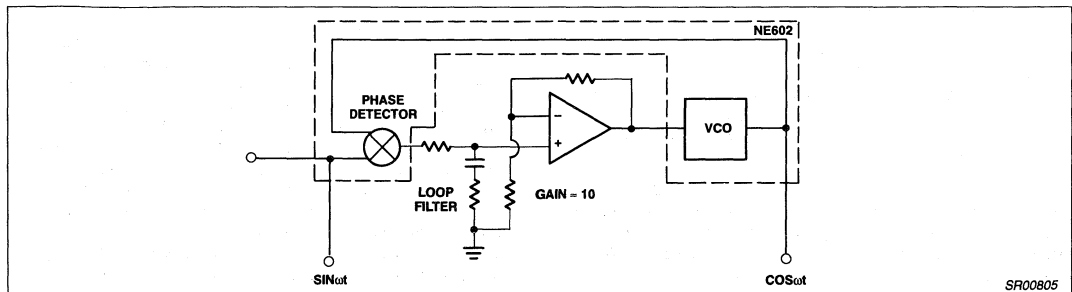 NE602
PHASE
DETECTOR
VCO
−
+
LOOP
FILTER
GAIN = 10
SINωt
COSωt
SR00805